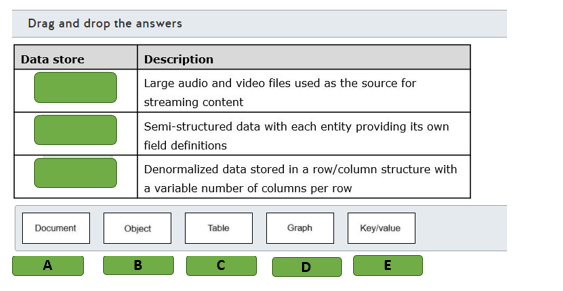 Drag and drop the answers
Data store Description
Large audio and video files used as the source for
streaming content
Semi-structured data with each entity providing its own
field definitions
Denormalized data stored in a row/column structure with
a variable number of columns per row
Document Object Table Graph Key/value
A B C D E